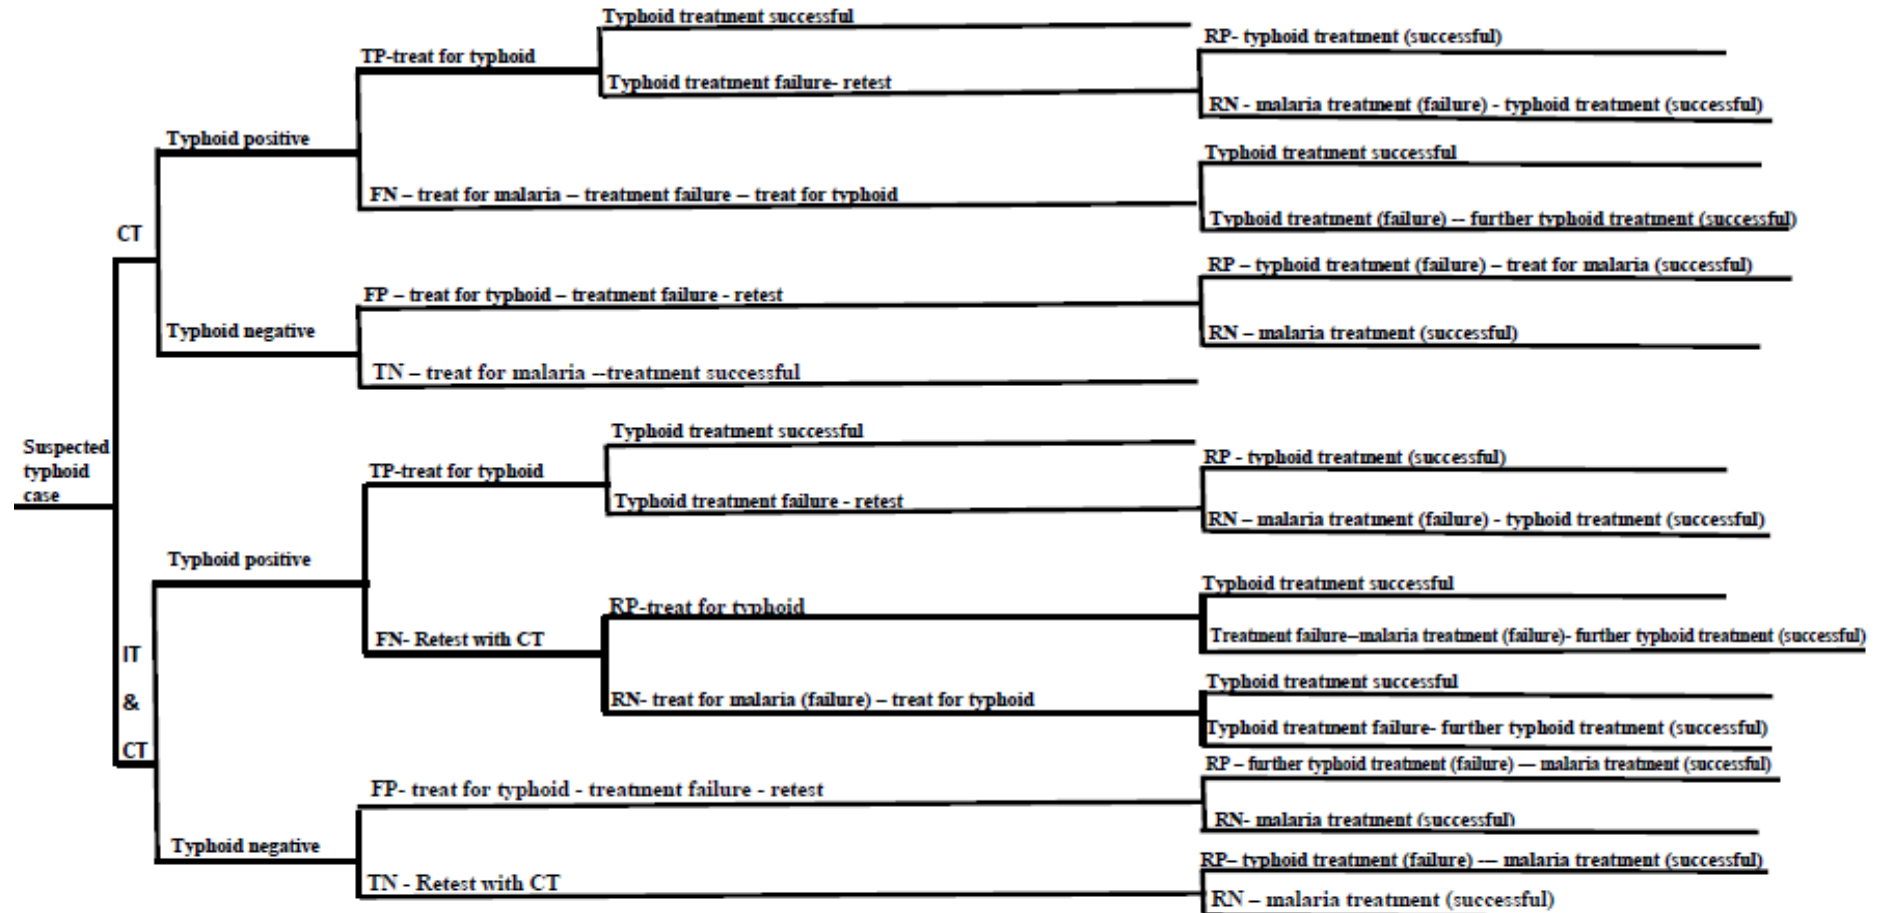 Typhoid treatment successful
RP- typhoid treatment (successful)
TP-treat for typhoid
Typhoid treatment failure- retest
RN - malaria treatment (failure) - typhoid treatment (successful)
Typhoid positive
Typhoid treatment successful
FN – treat for malaria – treatment failure – treat for typhoid
Typhoid treatment (failure) – further typhoid treatment (successful)
CT
RP – typhoid treatment (failure) – treat for malaria (successful)
FP – treat for typhoid – treatment failure - retest
Typhoid negative
RN – malaria treatment (successful)
TN – treat for malaria --treatment successful
Suspected
typhoid
case
Typhoid treatment successful
RP - typhoid treatment (successful)
TP-treat for typhoid
Typhoid treatment failure - retest
RN – malaria treatment (failure) - typhoid treatment (successful)
Typhoid positive
Typhoid treatment successful
RP-treat for typhoid
FN- Retest with CT
Treatment failure–malaria treatment (failure)- further typhoid treatment (successful)
IT
&
CT
Typhoid treatment successful
RN- treat for malaria (failure) – treat for typhoid
Typhoid treatment failure- further typhoid treatment (successful)
RP – further typhoid treatment (failure) — malaria treatment (successful)
FP- treat for typhoid - treatment failure - retest
RN- malaria treatment (successful)
Typhoid negative
RP– typhoid treatment (failure) --- malaria treatment (successful)
TN - Retest with CT
RN – malaria treatment (successful)